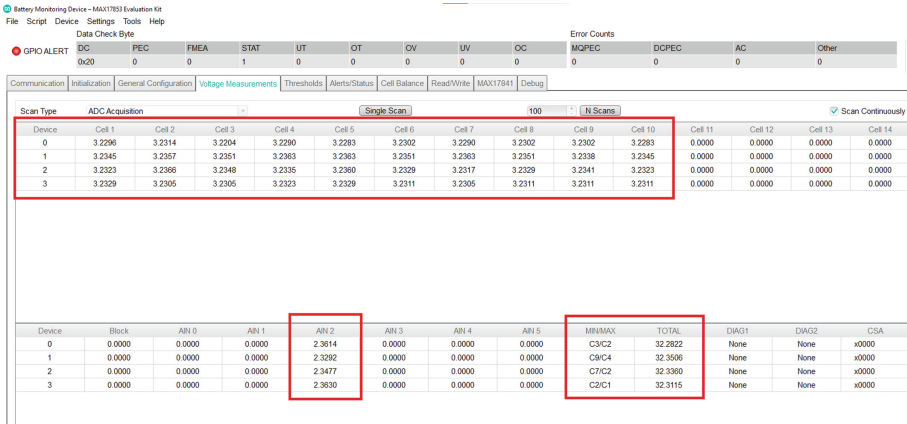 Battery Monitoring Device – MAX17853 Evaluation Kit
File Script Device Settings Tools Help
Data Check Byte Error Counts
GPIO ALERT DC PEC FMEA STAT UT OT OV UV OC MQPEC DCPEC AC Other
0x20 0 0 1 0 0 0 0 0 0 0 0 0
Communication Initialization General Configuration Voltage Measurements Thresholds Alerts/Status Cell Balance Read/Write MAX17841 Debug
Scan Type ADC Acquisition Single Scan 100 N Scans Scan Continuously
Device Cell 1 Cell 2 Cell 3 Cell 4 Cell 5 Cell 6 Cell 7 Cell 8 Cell 9 Cell 10 Cell 11 Cell 12 Cell 13 Cell 14
0 3.2296 3.2314 3.2204 3.2290 3.2283 3.2302 3.2290 3.2302 3.2302 3.2283 0.0000 0.0000 0.0000 0.0000
1 3.2345 3.2357 3.2351 3.2363 3.2363 3.2351 3.2363 3.2351 3.2338 3.2345 0.0000 0.0000 0.0000 0.0000
2 3.2323 3.2366 3.2348 3.2335 3.2360 3.2329 3.2317 3.2329 3.2341 3.2323 0.0000 0.0000 0.0000 0.0000
3 3.2329 3.2305 3.2305 3.2323 3.2329 3.2311 3.2305 3.2311 3.2311 3.2311 0.0000 0.0000 0.0000 0.0000
Device Block AIN 0 AIN 1 AIN 2 AIN 3 AIN 4 AIN 5 MIN/MAX TOTAL DIAG1 DIAG2 CSA
0 0.0000 0.0000 0.0000 2.3614 0.0000 0.0000 0.0000 C3/C2 32.2822 None None x0000
1 0.0000 0.0000 0.0000 2.3292 0.0000 0.0000 0.0000 C9/C4 32.3506 None None x0000
2 0.0000 0.0000 0.0000 2.3477 0.0000 0.0000 0.0000 C7/C2 32.3360 None None x0000
3 0.0000 0.0000 0.0000 2.3630 0.0000 0.0000 0.0000 C2/C1 32.3115 None None x0000